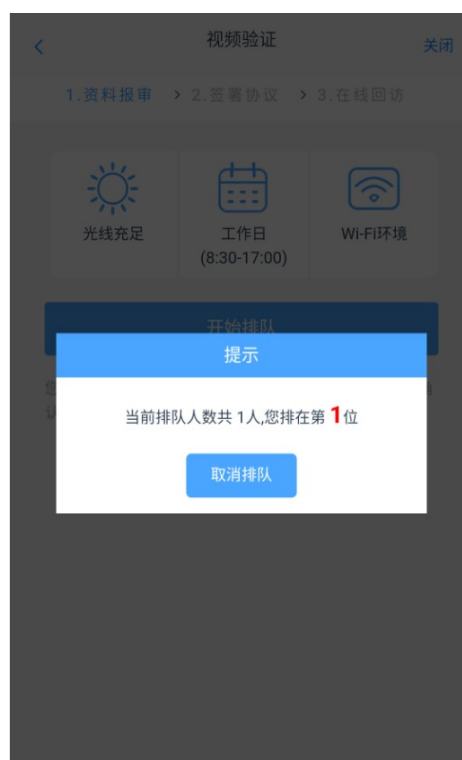 视频验证
关闭
1.资料报审 > 2.签署协议 > 3.在线回访
光线充足
工作日
(8:30-17:00)
Wi-Fi环境
开始排队
提示
当前排队人数共 1人,您排在第 1位
取消排队